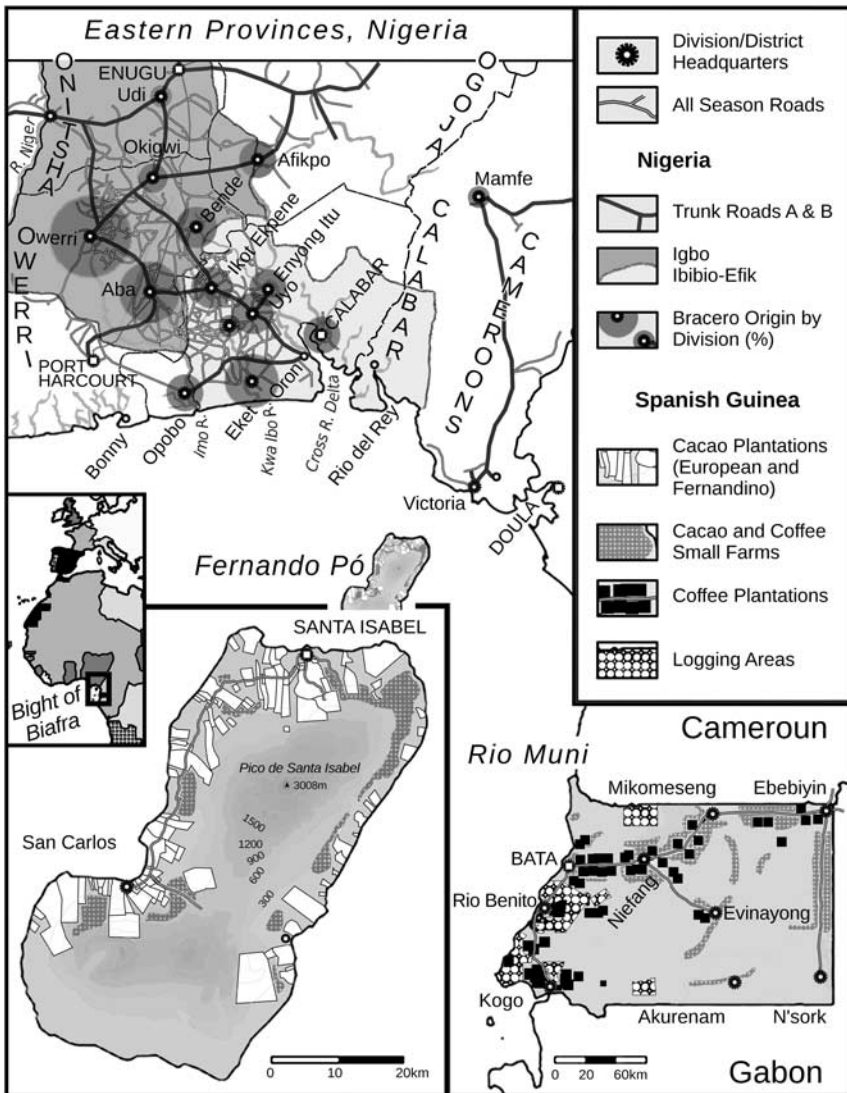 Eastern Provinces, Nigeria
ONITSHA
ENUGU
Udi
R. Niger
Okigwi
Afikpo
OGOJA
Mamfe
Bende
Ikot Expene
Enyong Itu
Owerri
OWERRI
Aba
Uyo
CALABAR
CALABAR
CAMEROONS
PORT
HARCOURT
Bonny
Opobo
Imo R.
Eket
Kwa Ibo R.
Oron
Cross R. Delta
Rio del Rey
Victoria
DOULA
Division/District
Headquarters
All Season Roads
Nigeria
Trunk Roads A & B
Igbo
Ibibio-Efik
Bracero Origin by
Division (%)
Spanish Guinea
Cacao Plantations
(European and
Fernandino)
Cacao and Coffee
Small Farms
Coffee Plantations
Logging Areas
Bight of
Biafra
Fernando Pó
SANTA ISABEL
Pico de Santa Isabel
3008m
1500
1200
900
600
300
San Carlos
0 10 20km
Cameroun
Rio Muni
Mikomeseng
Ebebiyin
BATA
Rio Benito
Niefang
Evinayong
Kogo
Akurenam
N'sork
0 20 60km
Gabon